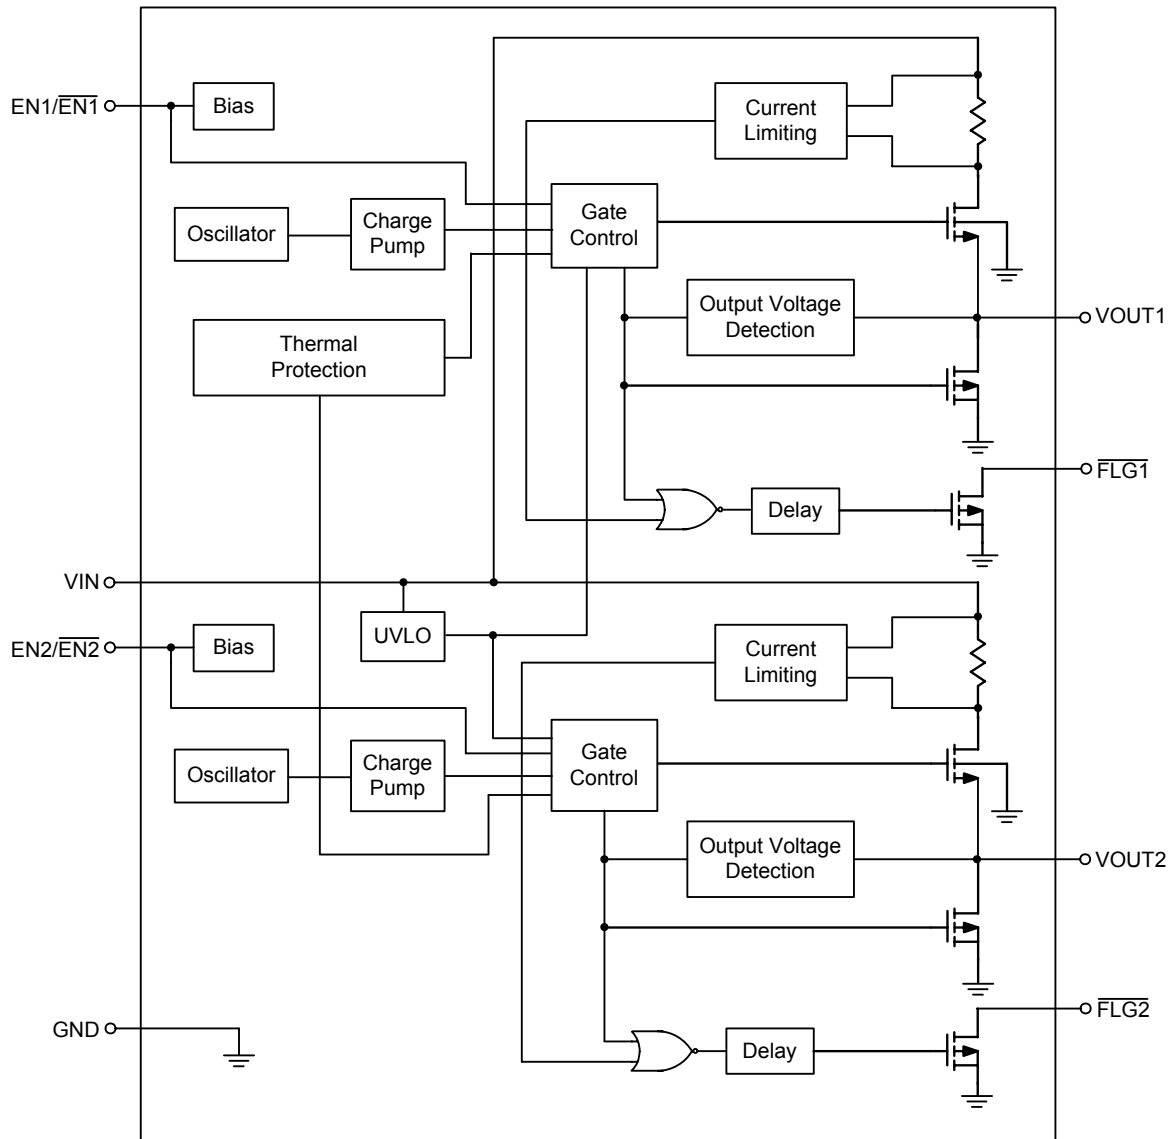 EN1/EN1
Bias
Current
Limiting
Oscillator
Charge
Pump
Gate
Control
Output Voltage
Detection
VOUT1
Thermal
Protection
FLG1
Delay
VIN
UVLO
EN2/EN2
Bias
Current
Limiting
Oscillator
Charge
Pump
Gate
Control
Output Voltage
Detection
VOUT2
FLG2
GND
Delay